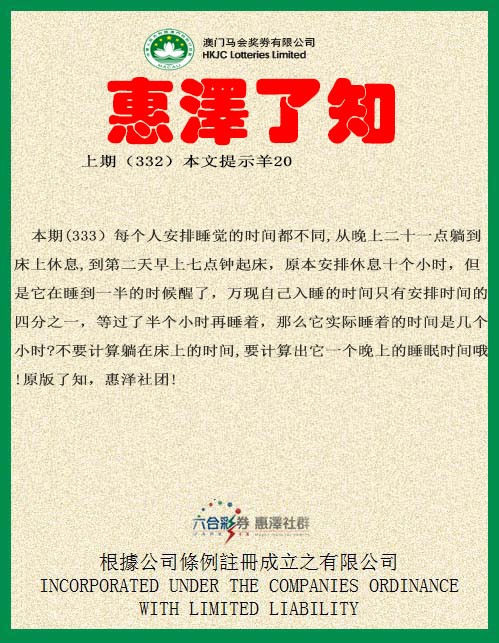 澳门马会奖券有限公司
HKJC Lotteries Limited
MACAU
惠澤了知
上期（332）本文提示羊20
本期(333）每个人安排睡觉的时间都不同,从晚上二十一点躺到
床上休息,到第二天早上七点钟起床，原本安排休息十个小时，但
是它在睡到一半的时候醒了，万现自己入睡的时间只有安排时间的
四分之一，等过了半个小时再睡着，那么它实际睡着的时间是几个
小时?不要计算躺在床上的时间,要计算出它一个晚上的睡眠时间哦
!原版了知，惠泽社团!
六合彩券 惠澤社群
根據公司條例註冊成立之有限公司
INCORPORATED UNDER THE COMPANIES ORDINANCE
WITH LIMITED LIABILITY